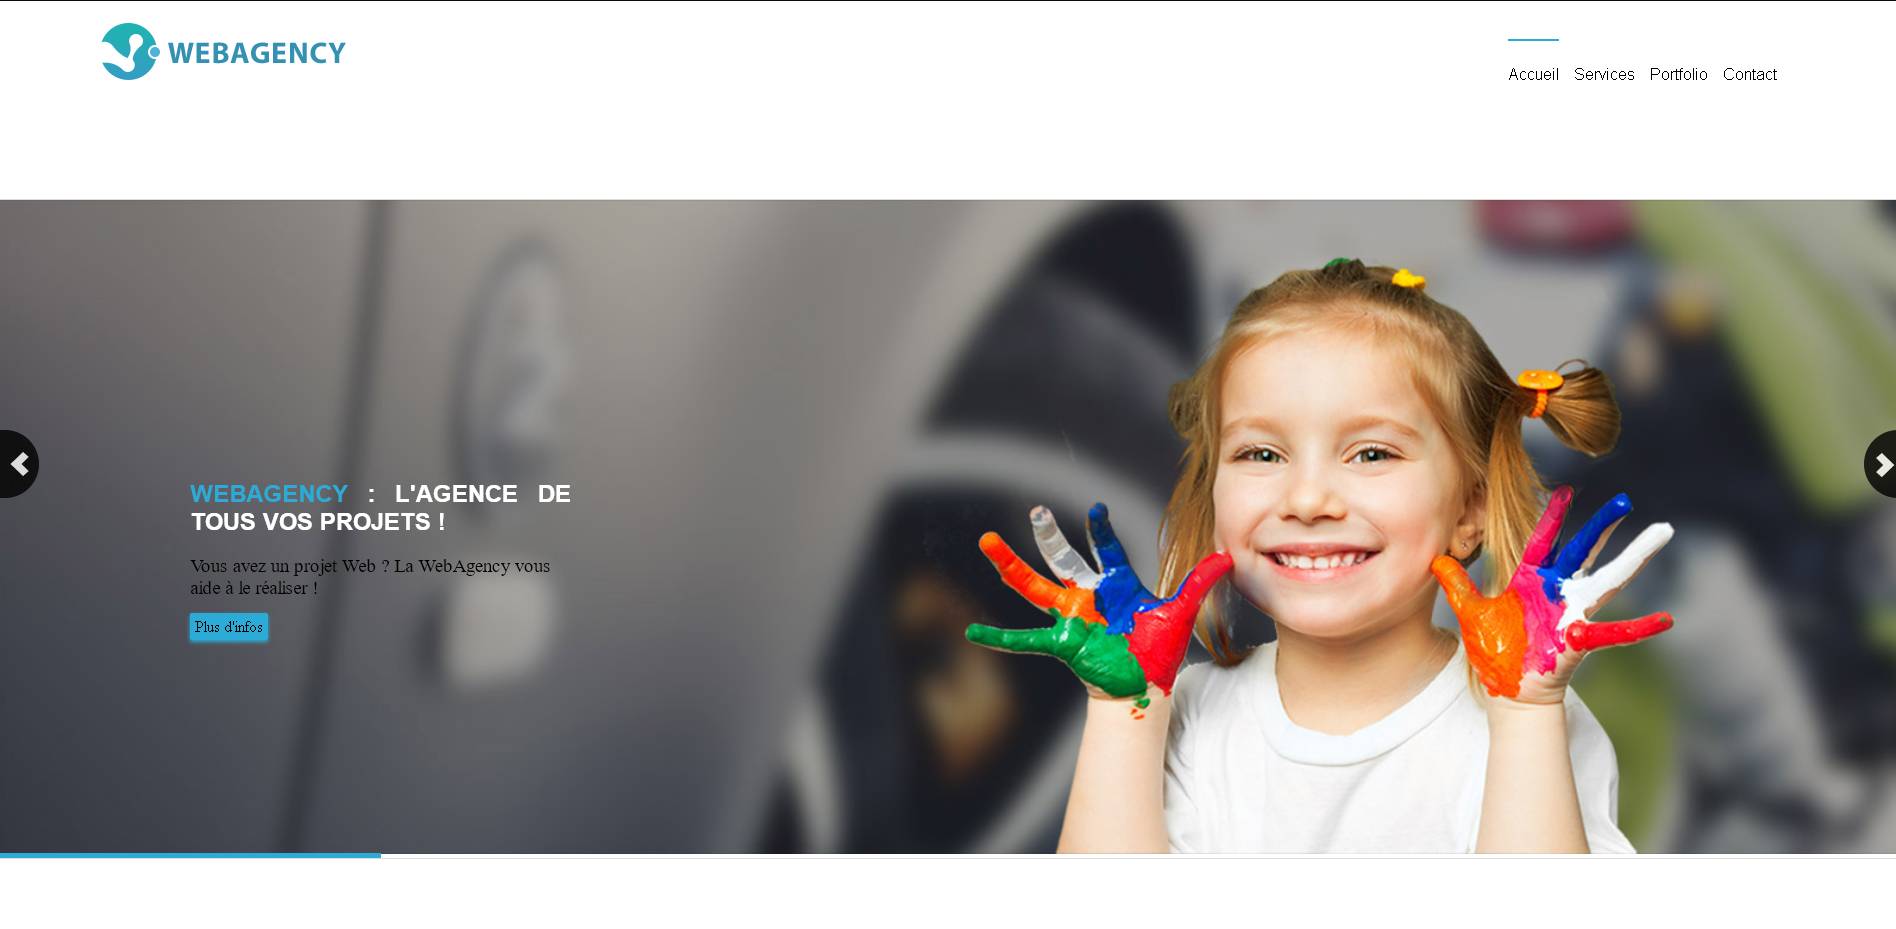 WEBAGENCY
Accueil Services Portfolio Contact
WEBAGENCY : L'AGENCE DE
TOUS VOS PROJETS !
Vous avez un projet Web ? La WebAgency vous
aide à le réaliser !
Plus d'infos